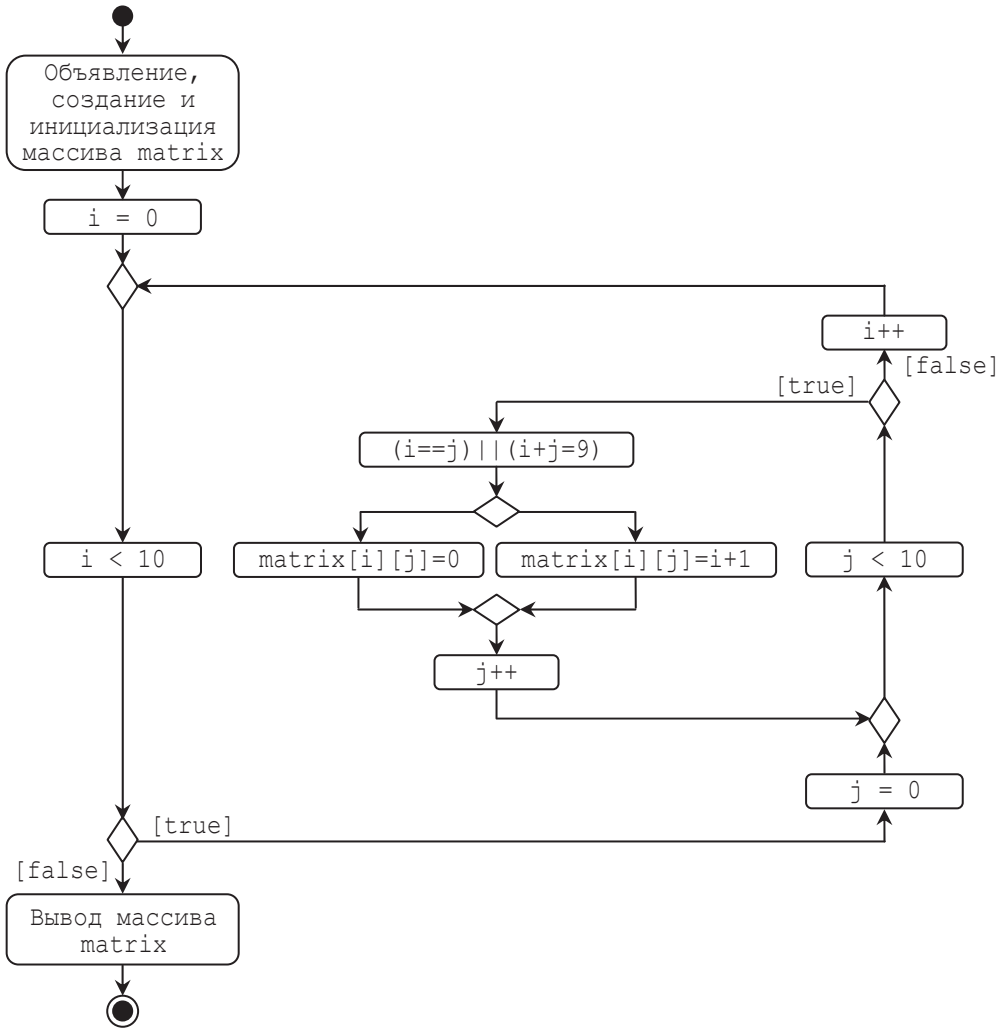 Объявление,
создание и
инициализация
массива matrix
i = 0
i++
[false]
[true]
(i==j)||(i+j=9)
i < 10
matrix[i][j]=0
matrix[i][j]=i+1
j < 10
j++
j = 0
[true]
[false]
Вывод массива
matrix